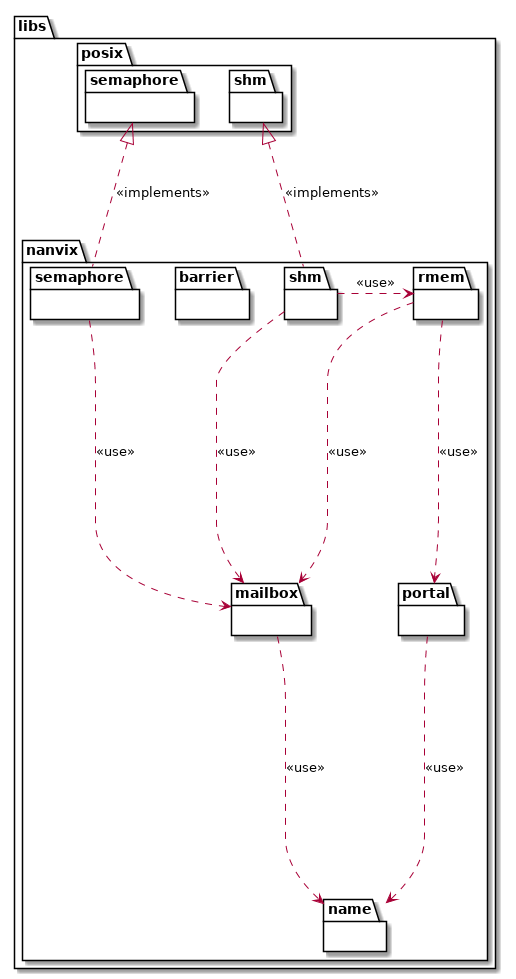 libs
posix
semaphore
shm
«implements»
«implements»
nanvix
semaphore
barrier
shm
«use»
rmem
«use»
«use»
«use»
«use»
mailbox
portal
«use»
«use»
name